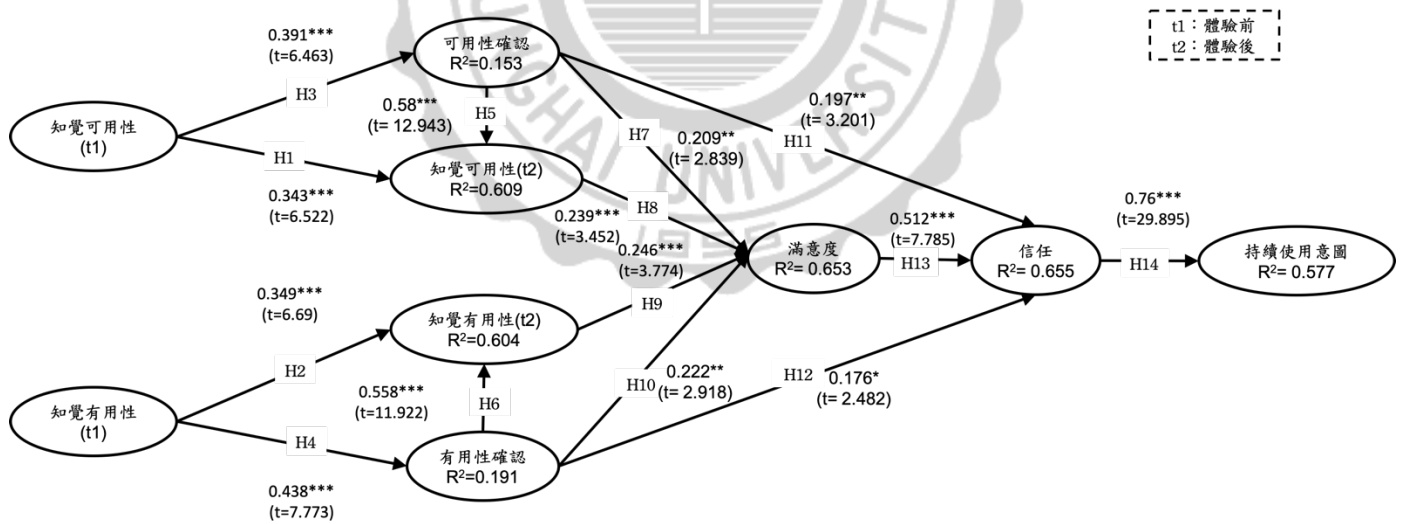 t1：體驗前
t2：體驗後
0.391***
(t=6.463)
可用性確認
R²=0.153
H3
0.58***
(t= 12.943)
H5
0.197**
(t= 3.201)
H11
知覺可用性
(t1)
H7
0.209**
(t= 2.839)
H1
知覺可用性(t2)
R²=0.609
0.343***
(t=6.522)
H8
0.239***
(t=3.452)
0.76***
(t=29.895)
0.246***
(t=3.774)
0.512***
(t=7.785)
滿意度
R²= 0.653
H13
信任
R²= 0.655
H14
持續使用意圖
R²= 0.577
H9
0.349***
(t=6.69)
知覺有用性(t2)
R²=0.604
H2
0.558***
(t=11.922)
H6
H10
0.222**
(t= 2.918)
H12
0.176*
(t= 2.482)
知覺有用性
(t1)
H4
有用性確認
R²=0.191
0.438***
(t=7.773)
UNIVERSITY